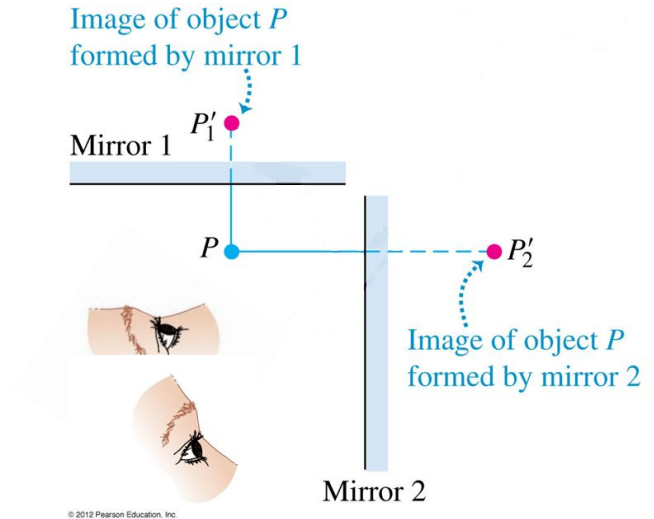 Image of object P
formed by mirror 1
P′₁
Mirror 1
P
P′₂
Image of object P
formed by mirror 2
Mirror 2
© 2012 Pearson Education, Inc.